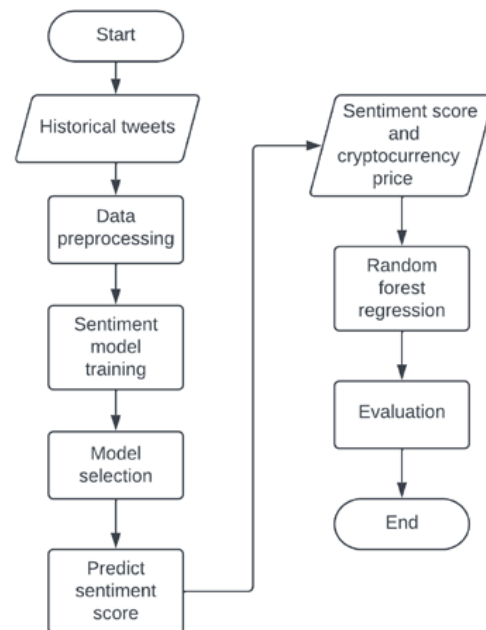 Start
Historical tweets
Data
preprocessing
Sentiment
model
training
Model
selection
Predict
sentiment
score
Sentiment score
and
cryptocurrency
price
Random
forest
regression
Evaluation
End